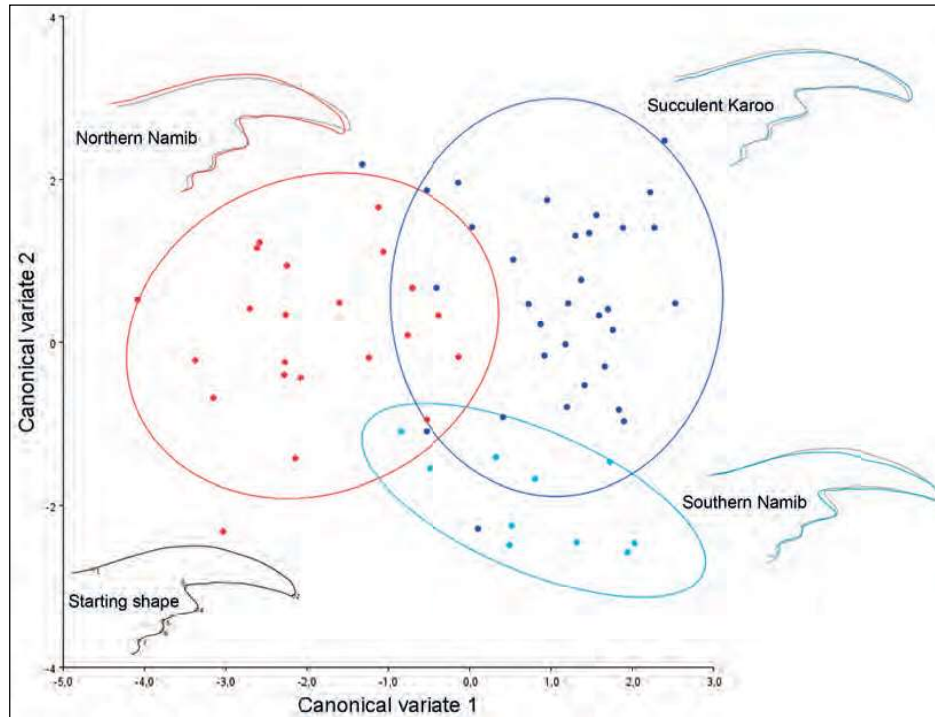 4
Northern Namib
Succulent Karoo
2
Canonical variate 2
0
Southern Namib
-2
Starting shape
-4
-5,0
-4,0
-3,0
-2,0
-1,0
0,0
1,0
2,0
3,0
Canonical variate 1